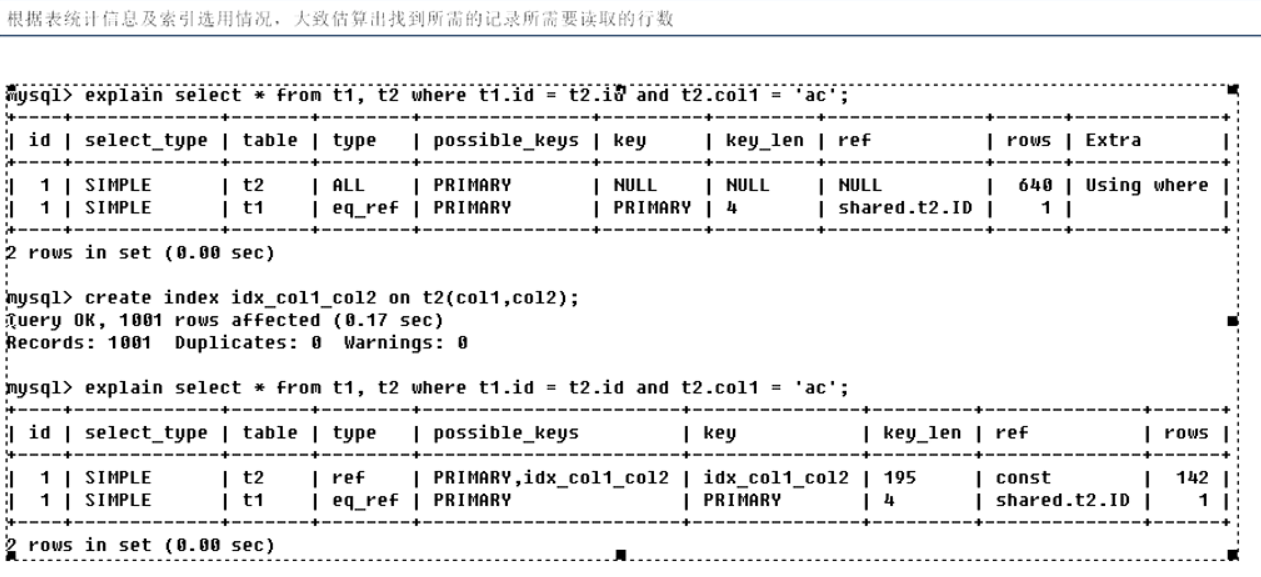 根据表统计信息及索引选用情况，大致估算出找到所需的记录所需要读取的行数
mysql> explain select * from t1, t2 where t1.id = t2.id and t2.col1 = 'ac';
+----+-------------+-------+--------+---------------+---------+---------+--------------+------+-------------+
| id | select_type | table | type   | possible_keys | key     | key_len | ref          | rows | Extra       |
+----+-------------+-------+--------+---------------+---------+---------+--------------+------+-------------+
|  1 | SIMPLE      | t2    | ALL    | PRIMARY       | NULL    | NULL    | NULL         |  640 | Using where |
|  1 | SIMPLE      | t1    | eq_ref | PRIMARY       | PRIMARY | 4       | shared.t2.ID |    1 |             |
+----+-------------+-------+--------+---------------+---------+---------+--------------+------+-------------+
2 rows in set (0.00 sec)
mysql> create index idx_col1_col2 on t2(col1,col2);
Query OK, 1001 rows affected (0.17 sec)
Records: 1001  Duplicates: 0  Warnings: 0
mysql> explain select * from t1, t2 where t1.id = t2.id and t2.col1 = 'ac';
+----+-------------+-------+--------+-----------------------+---------------+---------+--------------+------+
| id | select_type | table | type   | possible_keys         | key           | key_len | ref          | rows |
+----+-------------+-------+--------+-----------------------+---------------+---------+--------------+------+
|  1 | SIMPLE      | t2    | ref    | PRIMARY,idx_col1_col2 | idx_col1_col2 | 195     | const        |  142 |
|  1 | SIMPLE      | t1    | eq_ref | PRIMARY               | PRIMARY       | 4       | shared.t2.ID |    1 |
+----+-------------+-------+--------+-----------------------+---------------+---------+--------------+------+
2 rows in set (0.00 sec)